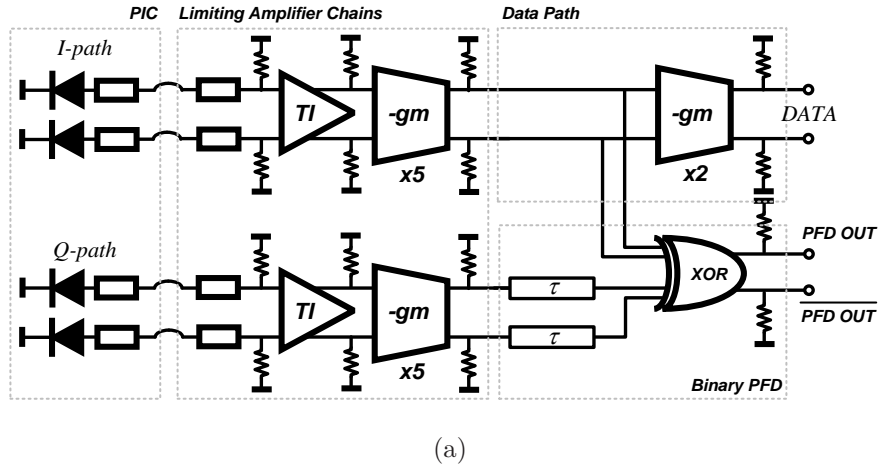 PIC
Limiting Amplifier Chains
Data Path
I-path
TI
-gm
x5
-gm
x2
DATA
Q-path
TI
-gm
x5
τ
τ
XOR
PFD OUT
PFD OUT
Binary PFD
(a)